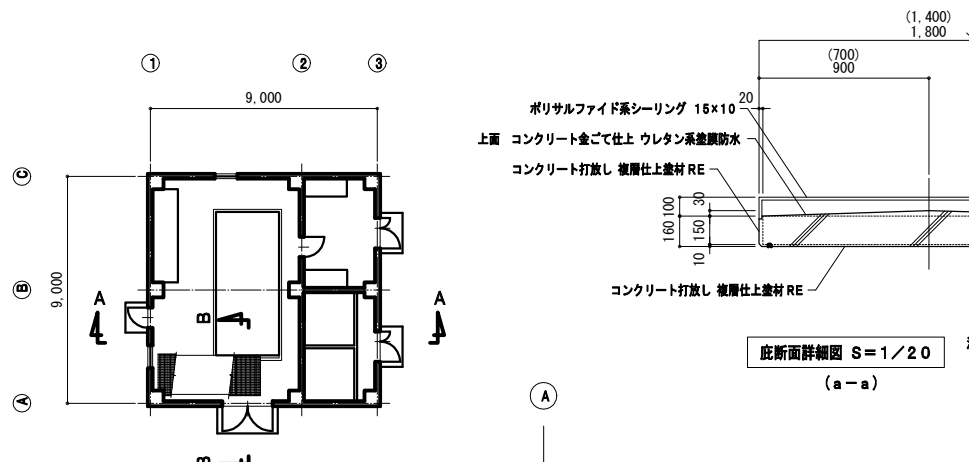 ①
②
③
9,000
Ⓒ
Ⓑ
Ⓐ
9,000
A
A
B
B
(1,400)
1,800
(700)
900
20
ポリサルファイド系シーリング 15×10
上面 コンクリート金ごて仕上 ウレタン系塗膜防水
コンクリート打放し 複層仕上塗材RE
100
30
160
150
10
コンクリート打放し 複層仕上塗材RE
庇断面詳細図 S=1/20
(a-a)
Ⓐ